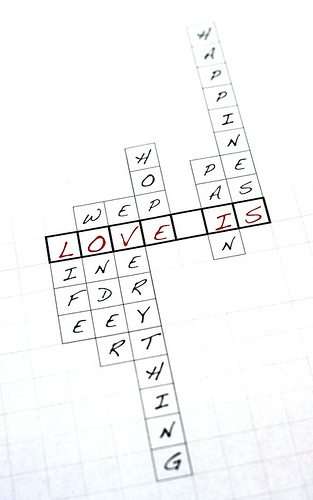 LOVE IS
LIFE
WONDER
EVERYTHING
HOPE
PAIN
HAPPINESS